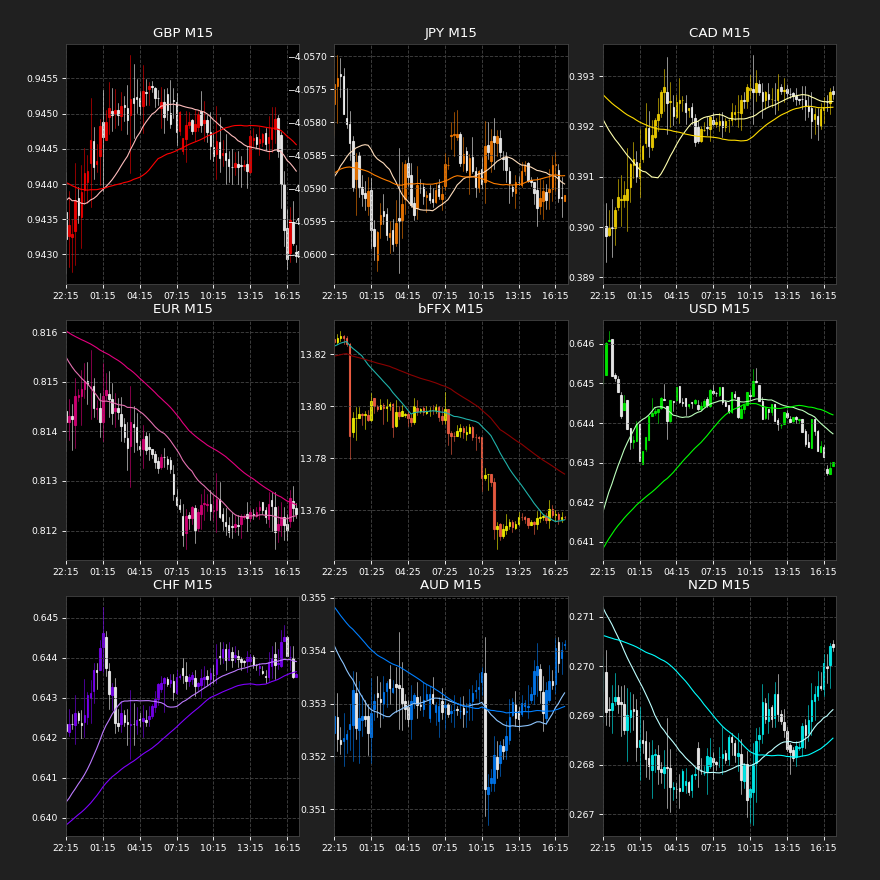 GBP M15
0.9455
0.9450
0.9445
0.9440
0.9435
0.9430
22:15 01:15 04:15 07:15 10:15 13:15 16:15
JPY M15
−4.0570
−4.0575
−4.0580
−4.0585
−4.0590
−4.0595
−4.0600
22:15 01:15 04:15 07:15 10:15 13:15 16:15
CAD M15
0.393
0.392
0.391
0.390
0.389
22:15 01:15 04:15 07:15 10:15 13:15 16:15
EUR M15
0.816
0.815
0.814
0.813
0.812
22:15 01:15 04:15 07:15 10:15 13:15 16:15
bFFX M15
13.82
13.80
13.78
13.76
22:25 01:25 04:25 07:25 10:25 13:25 16:25
USD M15
0.646
0.645
0.644
0.643
0.642
0.641
22:15 01:15 04:15 07:15 10:15 13:15 16:15
CHF M15
0.645
0.644
0.643
0.642
0.641
0.640
22:15 01:15 04:15 07:15 10:15 13:15 16:15
AUD M15
0.355
0.354
0.353
0.352
0.351
22:15 01:15 04:15 07:15 10:15 13:15 16:15
NZD M15
0.271
0.270
0.269
0.268
0.267
22:15 01:15 04:15 07:15 10:15 13:15 16:15